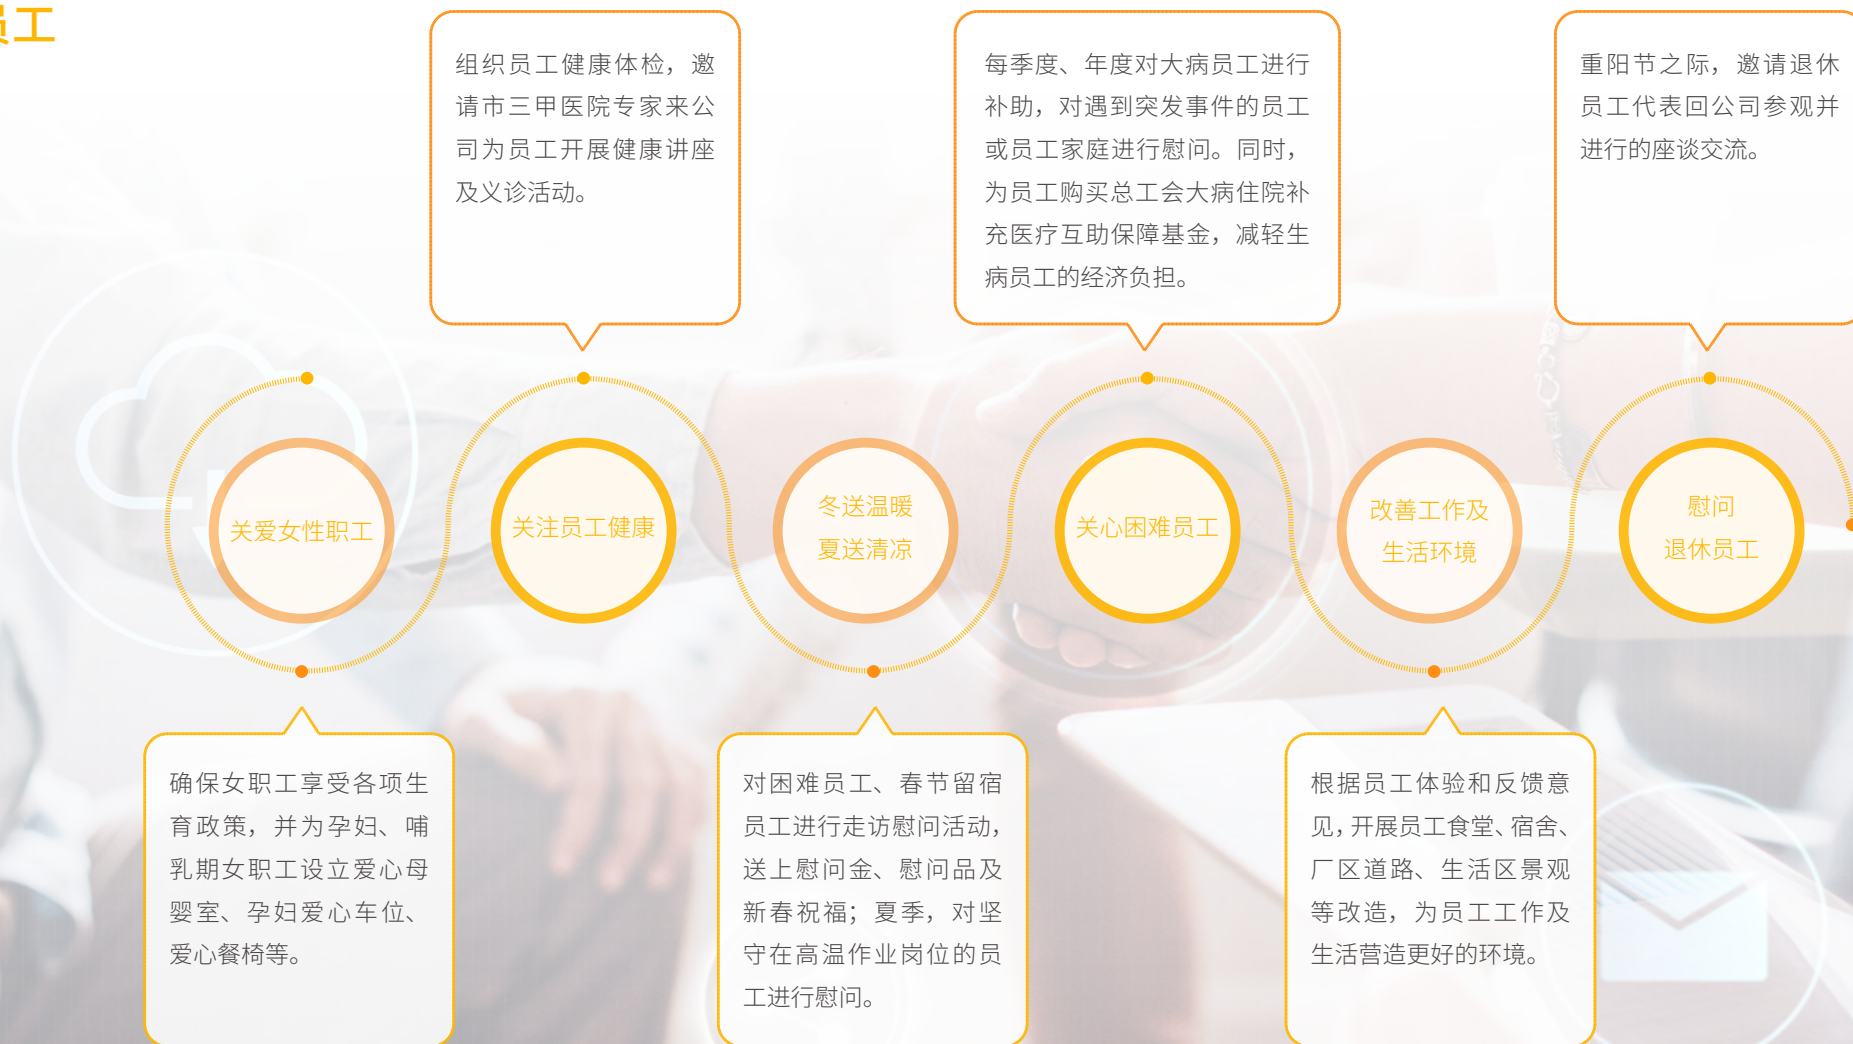 员工
组织员工健康体检，邀
请市三甲医院专家来公
司为员工开展健康讲座
及义诊活动。
每季度、年度对大病员工进行
补助，对遇到突发事件的员工
或员工家庭进行慰问。同时，
为员工购买总工会大病住院补
充医疗互助保障基金，减轻生
病员工的经济负担。
重阳节之际，邀请退休
员工代表回公司参观并
进行的座谈交流。
关爱女性职工
关注员工健康
冬送温暖
夏送清凉
关心困难员工
改善工作及
生活环境
慰问
退休员工
确保女职工享受各项生
育政策，并为孕妇、哺
乳期女职工设立爱心母
婴室、孕妇爱心车位、
爱心餐椅等。
对困难员工、春节留宿
员工进行走访慰问活动，
送上慰问金、慰问品及
新春祝福；夏季，对坚
守在高温作业岗位的员
工进行慰问。
根据员工体验和反馈意
见，开展员工食堂、宿舍、
厂区道路、生活区景观
等改造，为员工工作及
生活营造更好的环境。